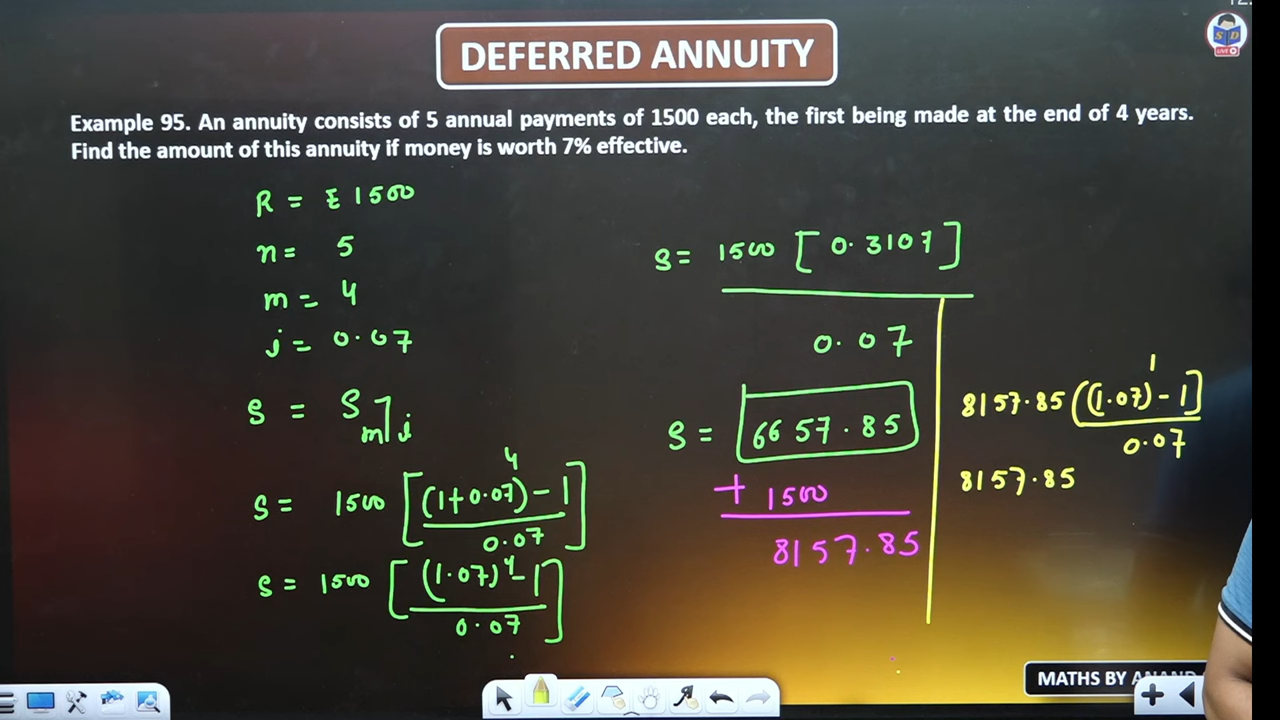 12:
S D
LIVE
DEFERRED ANNUITY
Example 95. An annuity consists of 5 annual payments of 1500 each, the first being made at the end of 4 years.
Find the amount of this annuity if money is worth 7% effective.
R = ₹ 1500
n = 5
m = 4
i = 0.07
S = S m⌉i
S = 1500 [((1+0.07)^4 - 1) / 0.07]
S = 1500 [((1.07)^4 - 1) / 0.07]
S = 1500 [0.3107]
0.07
S = 6657.85
+ 1500
8157.85
8157.85 (((1.07)^1 - 1] / 0.07
8157.85
MATHS BY